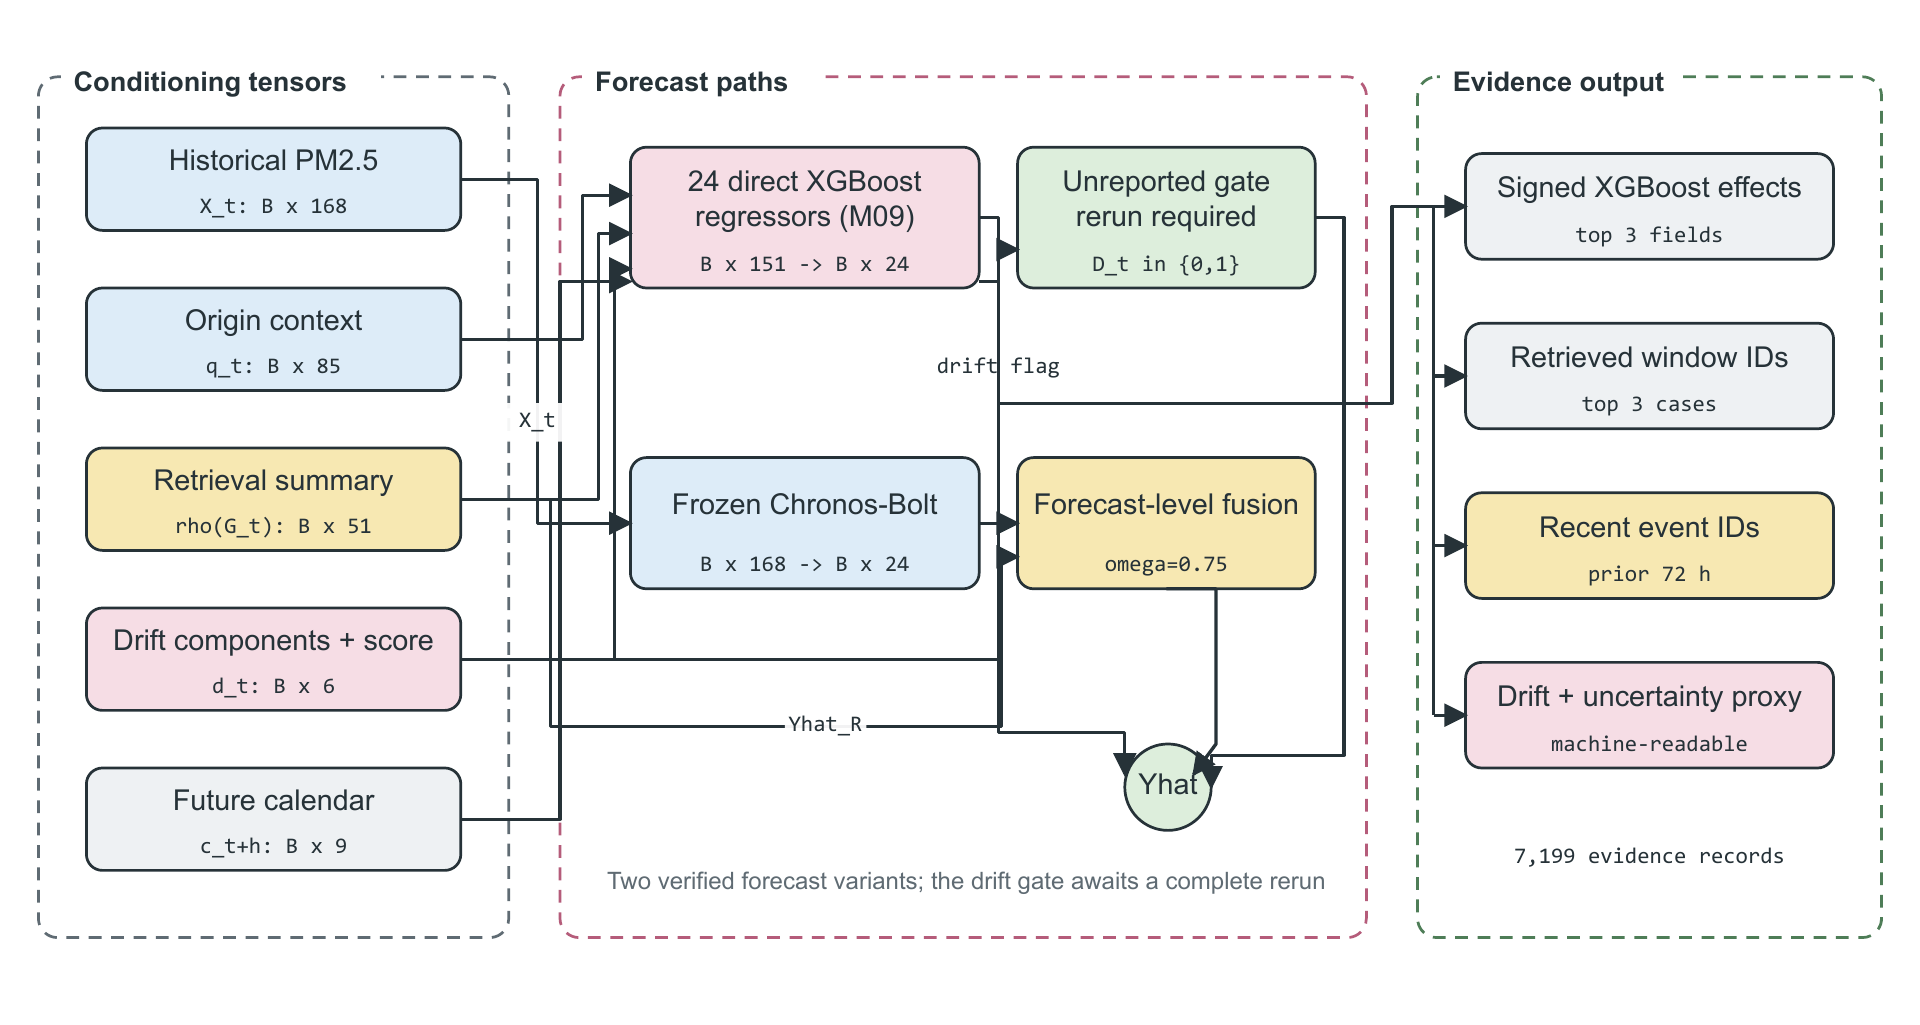 Conditioning tensors
Historical PM2.5
X_t: B x 168
Origin context
q_t: B x 85
Retrieval summary
rho(G_t): B x 51
Drift components + score
d_t: B x 6
Future calendar
c_t+h: B x 9
X_t
Forecast paths
24 direct XGBoost
regressors (M09)
B x 151 -> B x 24
Unreported gate
rerun required
D_t in {0,1}
drift flag
Frozen Chronos-Bolt
B x 168 -> B x 24
Forecast-level fusion
omega=0.75
Yhat_R
Yhat
Two verified forecast variants; the drift gate awaits a complete rerun
Evidence output
Signed XGBoost effects
top 3 fields
Retrieved window IDs
top 3 cases
Recent event IDs
prior 72 h
Drift + uncertainty proxy
machine-readable
7,199 evidence records